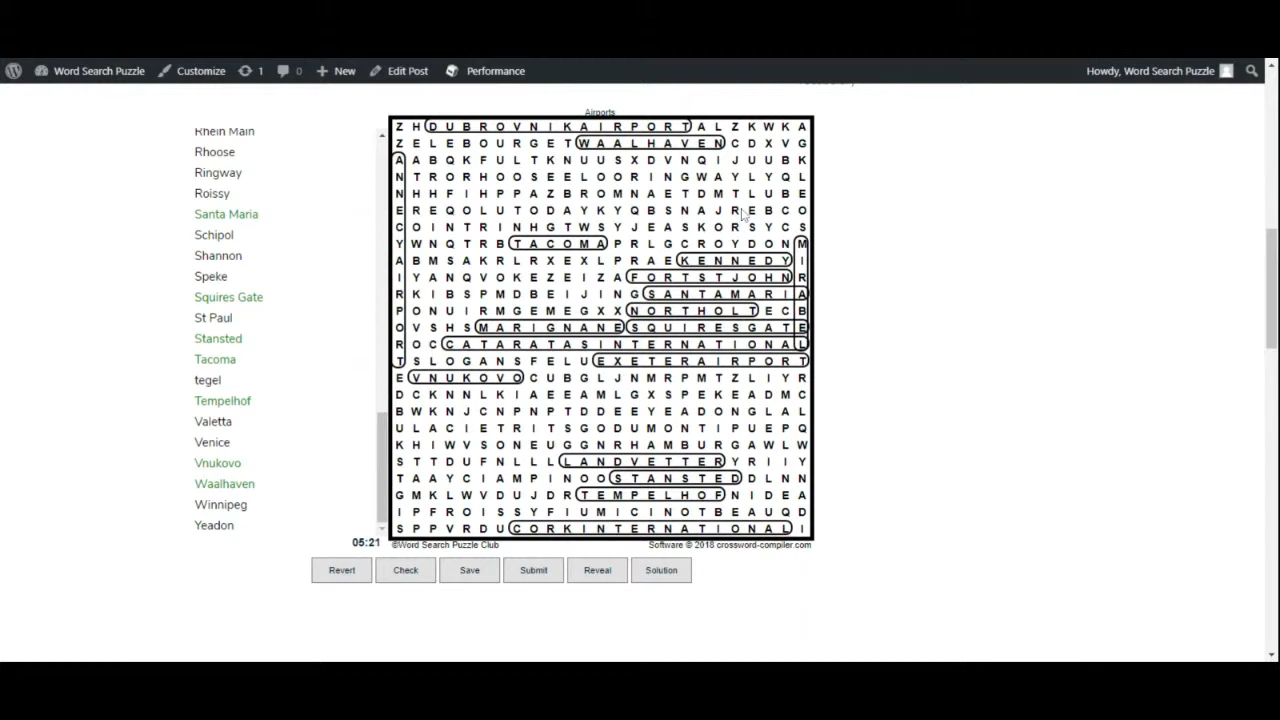 Word Search Puzzle Customize 1 0 New Edit Post Performance Howdy, Word Search Puzzle
Airports
Rhein Main
Rhoose
Ringway
Roissy
Santa Maria
Schipol
Shannon
Speke
Squires Gate
St Paul
Stansted
Tacoma
tegel
Tempelhof
Valetta
Venice
Vnukovo
Waalhaven
Winnipeg
Yeadon
Z H D U B R O V N I K A I R P O R T A L Z K W K A
Z E L E B O U R G E T W A A L H A V E N C D X V G
A A B Q K F U L T K N U U S X D V N Q I J U U B K
N T R O R H O O S E E L O O R I N G W A Y L Y Q L
N H H F I H P P A Z B R O M N A E T D M T L U B E
E R E Q O L U T O D A Y K Y Q B S N A J R E B C O
C O I N T R I N H G T W S Y J E A S K O R S Y C S
Y W N Q T R B T A C O M A P R L G C R O Y D O N M
A B M S A K R L R X E X L P R A E K E N N E D Y I
I Y A N Q V O K E Z E I Z A F O R T S T J O H N R
R K I B S P M D B E I J I N G S A N T A M A R I A
P O N U I R M G E M E G X X N O R T H O L T E C B
O V S H S M A R I G N A N E S Q U I R E S G A T E
R O C C A T A R A T A S I N T E R N A T I O N A L
T S L O G A N S F E L U E X E T E R A I R P O R T
E V N U K O V O C U B G L J N M R P M T Z L I Y R
D C K N N L K I A E E A M L G X S P E K E A D M C
B W K N J C N P N P T D D E E Y E A D O N G L A L
U L A C I E T R I T S G O D U M O N T I P U E P Q
K H I W V S O N E U G G N R H A M B U R G A W L W
S T T D U F N L L L L A N D V E T T E R Y R I I Y
T A A Y C I A M P I N O O S T A N S T E D D L N N
G M K L W V D U J D R T E M P E L H O F N I D E A
I P F R O I S S Y F I U M I C I N O T B E A U Q D
S P P V R D U C O R K I N T E R N A T I O N A L I
05:21 ©Word Search Puzzle Club Software © 2018 crossword-compiler.com
Revert Check Save Submit Reveal Solution